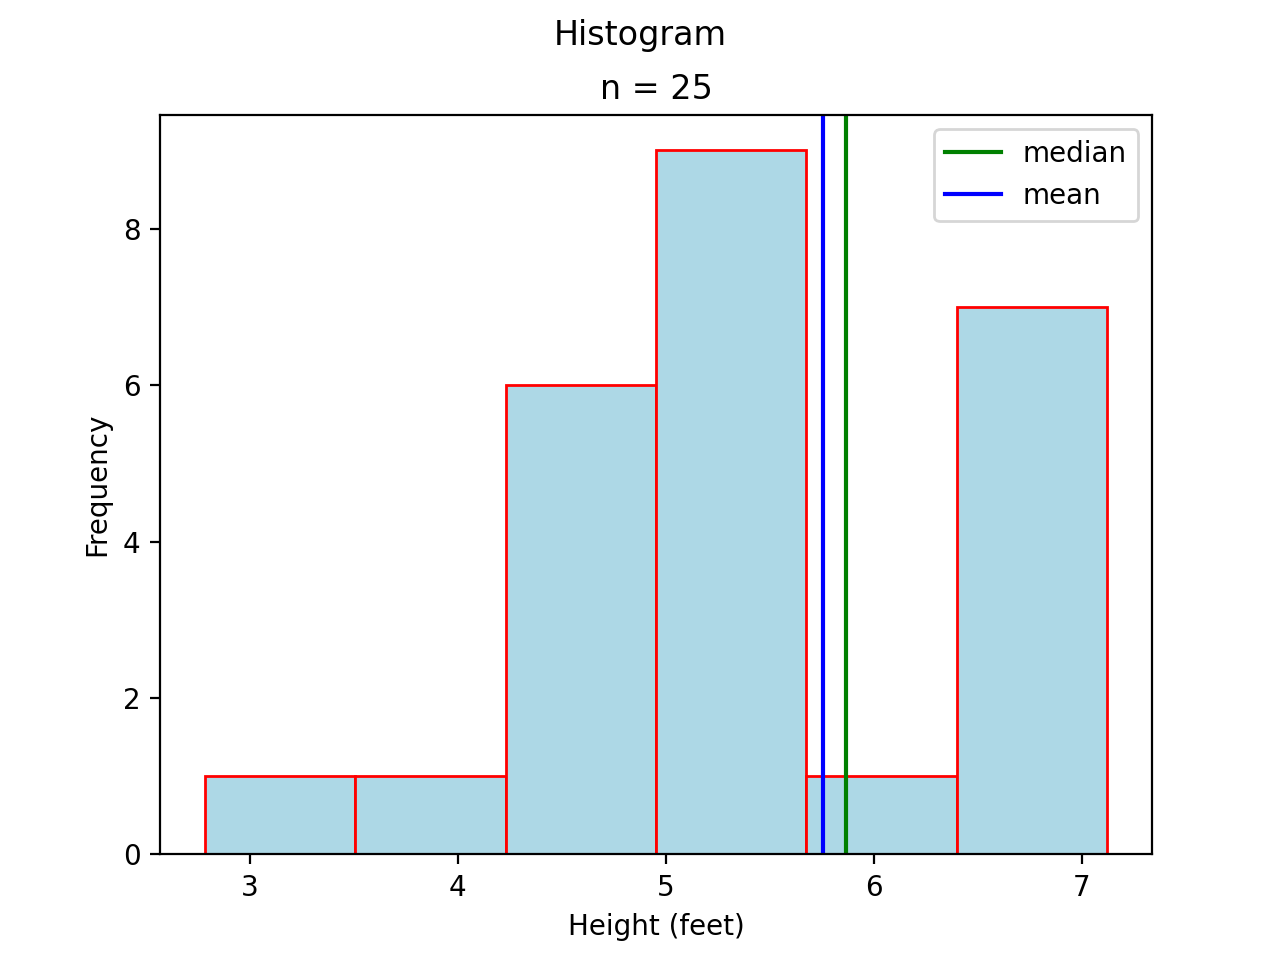 Histogram
n = 25
median
mean
8
6
4
2
0
Frequency
3 4 5 6 7
Height (feet)